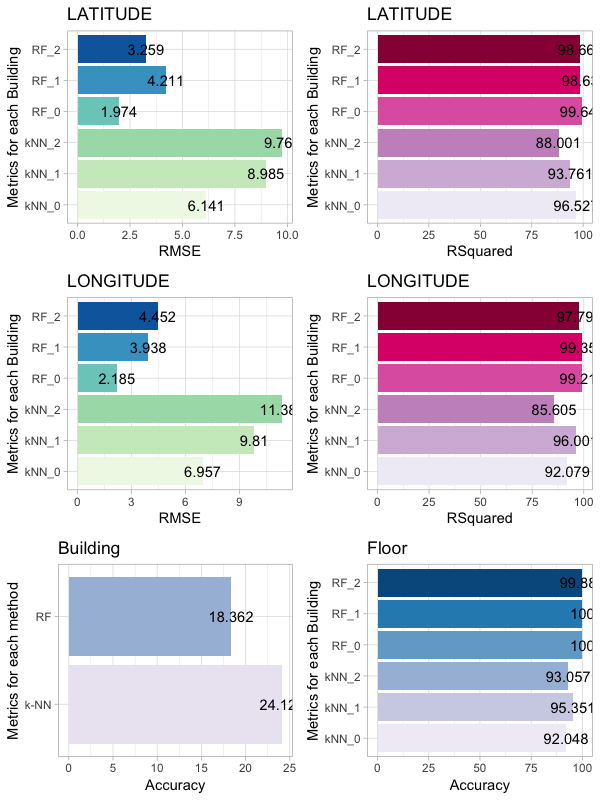 LATITUDE
Metrics for each Building
RF_2
3.259
RF_1
4.211
RF_0
1.974
kNN_2
9.76
kNN_1
8.985
kNN_0
6.141
0.0 2.5 5.0 7.5 10.0
RMSE
LATITUDE
Metrics for each Building
RF_2
98.66
RF_1
98.63
RF_0
99.64
kNN_2
88.001
kNN_1
93.761
kNN_0
96.527
0 25 50 75 100
RSquared
LONGITUDE
Metrics for each Building
RF_2
4.452
RF_1
3.938
RF_0
2.185
kNN_2
11.38
kNN_1
9.81
kNN_0
6.957
0 3 6 9
RMSE
LONGITUDE
Metrics for each Building
RF_2
97.79
RF_1
99.35
RF_0
99.21
kNN_2
85.605
kNN_1
96.001
kNN_0
92.079
0 25 50 75 100
RSquared
Building
Metrics for each method
RF
18.362
k-NN
24.12
0 5 10 15 20 25
Accuracy
Floor
Metrics for each Building
RF_2
99.88
RF_1
100
RF_0
100
kNN_2
93.057
kNN_1
95.351
kNN_0
92.048
0 25 50 75 100
Accuracy